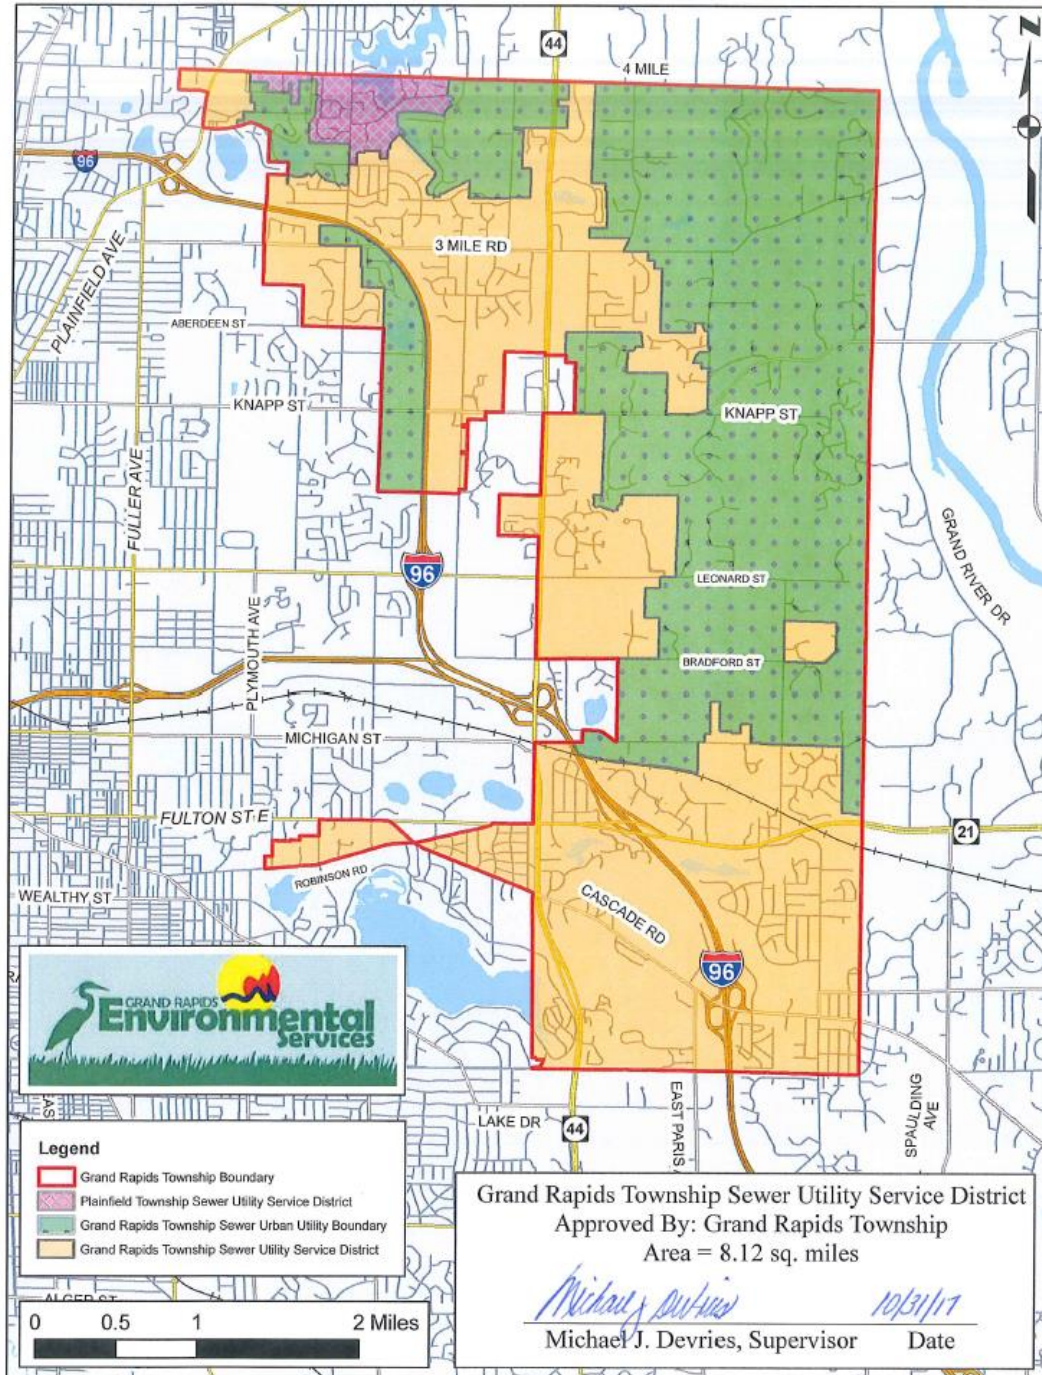 44
4 MILE
Z
96
3 MILE RD
PLAINFIELD AVE
ABERDEEN ST
KNAPP ST
KNAPP ST
FULLER AVE
GRAND RIVER DR
96
LEONARD ST
PLYMOUTH AVE
BRADFORD ST
MICHIGAN ST
FULTON ST E
21
ROBINSON RD
WEALTHY ST
CASCADE RD
96
GRAND RAPIDS
Environmental
Services
EAST PARIS
SPAULDING
AVE
LAKE DR
44
Legend
Grand Rapids Township Boundary
Plainfield Township Sewer Utility Service District
Grand Rapids Township Sewer Urban Utility Boundary
Grand Rapids Township Sewer Utility Service District
ALGER ST
0 0.5 1 2 Miles
Grand Rapids Township Sewer Utility Service District
Approved By: Grand Rapids Township
Area = 8.12 sq. miles
Michael J DeVries 10/31/17
Michael J. Devries, Supervisor Date